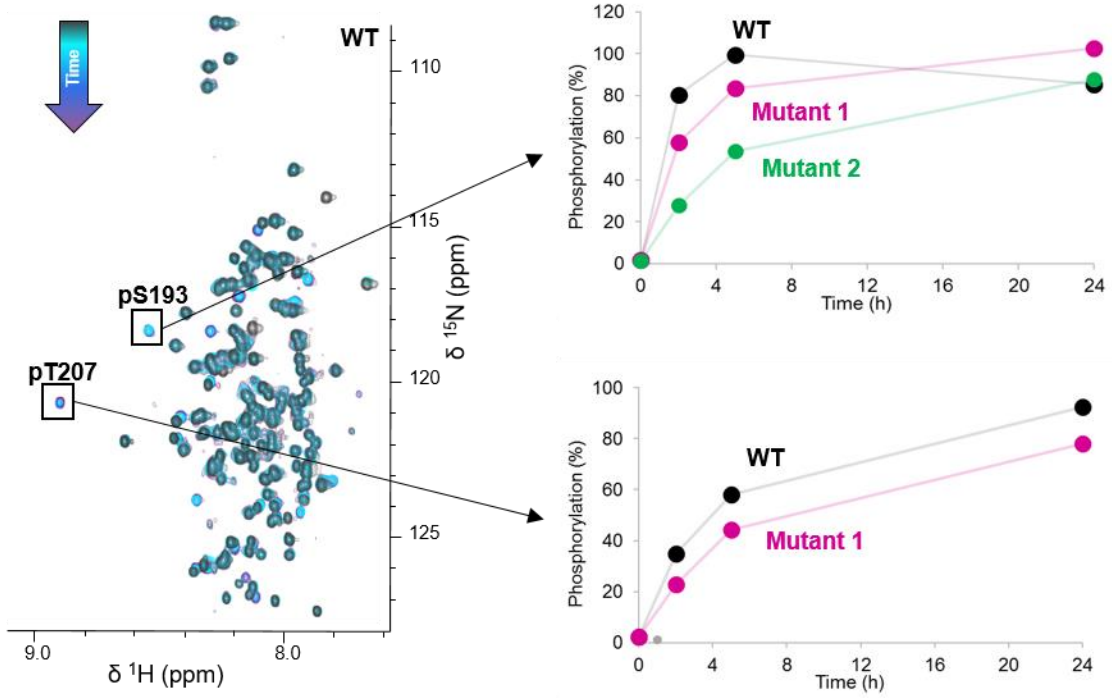 Time
WT
110
115
120
125
δ ¹⁵N (ppm)
pS193
pT207
9.0
8.0
δ ¹H (ppm)
120
100
80
60
40
20
0
Phosphorylation (%)
WT
Mutant 1
Mutant 2
0
4
8
12
16
20
24
Time (h)
100
80
60
40
20
0
Phosphorylation (%)
WT
Mutant 1
0
4
8
12
16
20
24
Time (h)